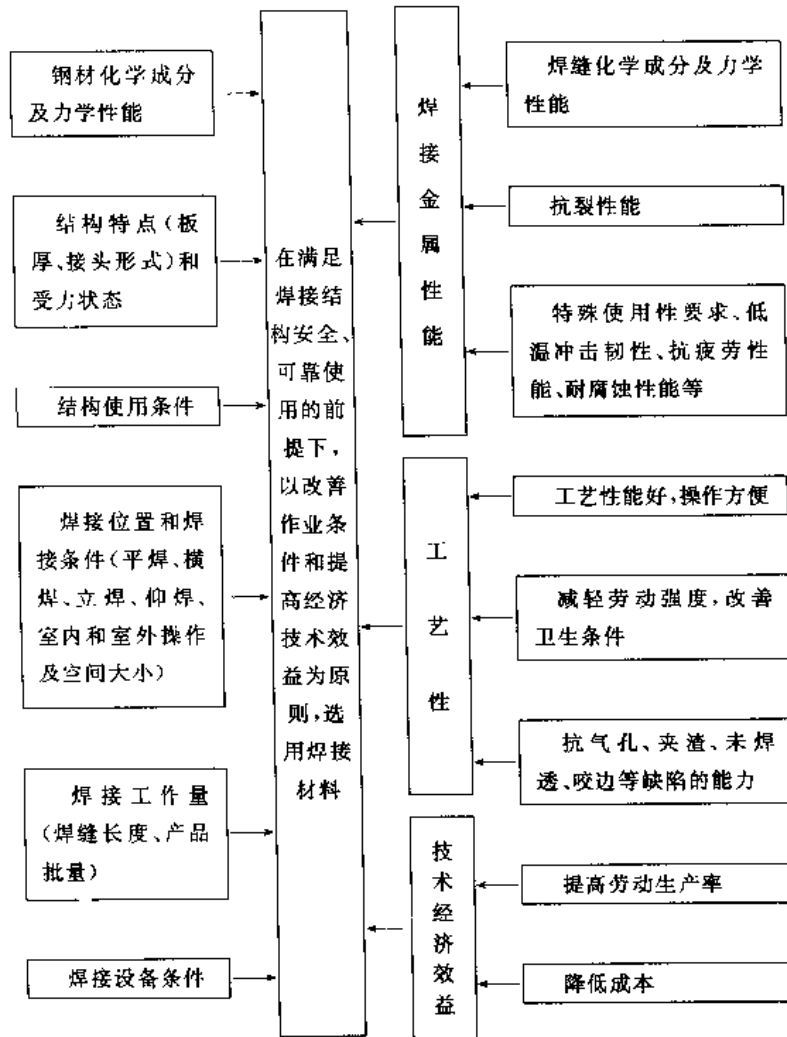 钢材化学成分
及力学性能
结构特点(板
厚、接头形式)和
受力状态
结构使用条件
焊接位置和焊
接条件(平焊、横
焊、立焊、仰焊、
室内和室外操作
及空间大小)
焊接工作量
(焊缝长度、产品
批量)
焊接设备条件
在满足
焊接结
构安全、
可靠使
用的前
提下,
以改善
作业条
件和提
高经济
技术效
益为原
则,选
用焊接
材料
焊接金属性能
工艺性
技术经济效益
焊缝化学成分及力学
性能
抗裂性能
特殊使用性要求、低
温冲击韧性、抗疲劳性
能、耐腐蚀性能等
工艺性能好,操作方便
减轻劳动强度,改善
卫生条件
抗气孔、夹渣、未焊
透、咬边等缺陷的能力
提高劳动生产率
降低成本